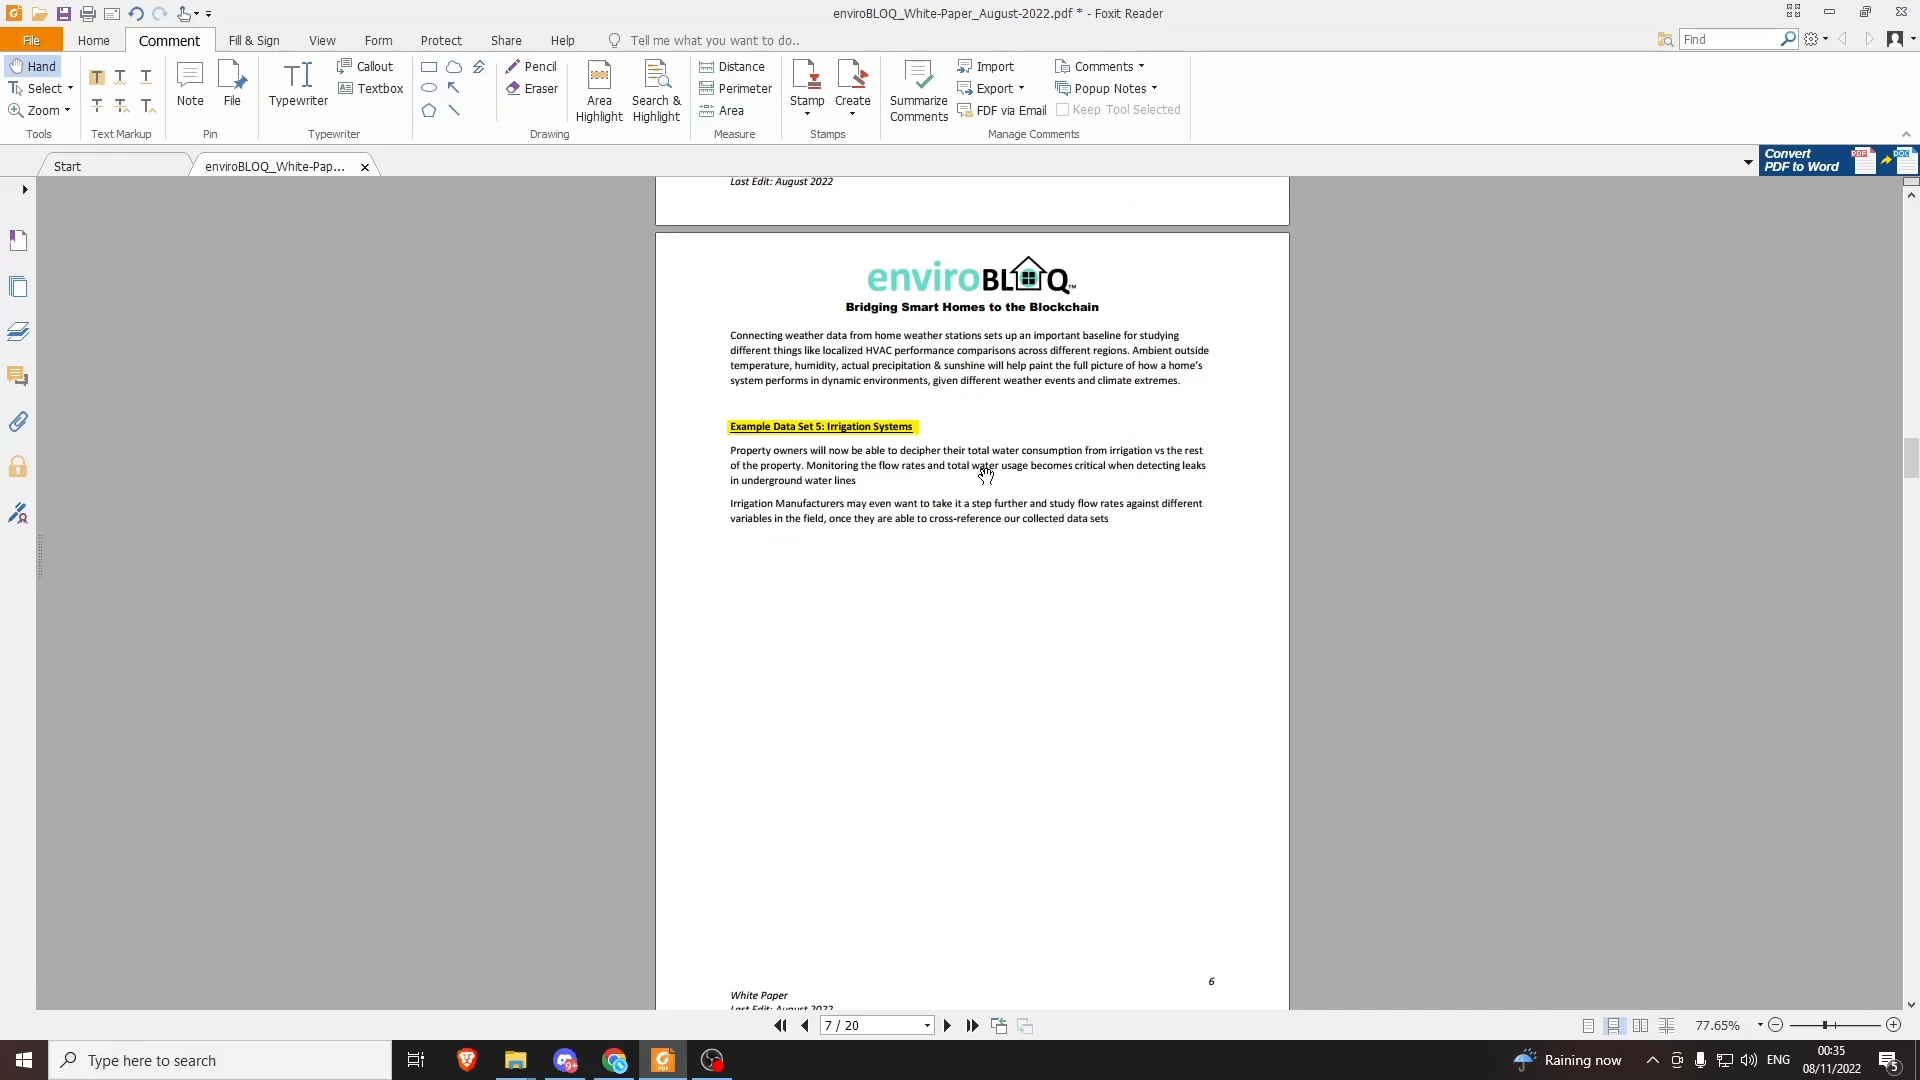 enviroBLOQ_White-Paper_August-2022.pdf * - Foxit Reader
File Home Comment Fill & Sign View Form Protect Share Help Tell me what you want to do.. Find
Hand
Select
Zoom
Tools
Text Markup
Note
File
Pin
Typewriter
Callout
Textbox
Typewriter
Pencil
Eraser
Area
Highlight
Search &
Highlight
Drawing
Distance
Perimeter
Area
Measure
Stamp
Create
Stamps
Summarize
Comments
Import
Export
FDF via Email
Comments
Popup Notes
Keep Tool Selected
Manage Comments
Start
enviroBLOQ_White-Pap...
Convert
PDF to Word
PDF
DOC
Last Edit: August 2022
enviroBLOQ™
Bridging Smart Homes to the Blockchain
Connecting weather data from home weather stations sets up an important baseline for studying
different things like localized HVAC performance comparisons across different regions. Ambient outside
temperature, humidity, actual precipitation & sunshine will help paint the full picture of how a home's
system performs in dynamic environments, given different weather events and climate extremes.
Example Data Set 5: Irrigation Systems
Property owners will now be able to decipher their total water consumption from irrigation vs the rest
of the property. Monitoring the flow rates and total water usage becomes critical when detecting leaks
in underground water lines
Irrigation Manufacturers may even want to take it a step further and study flow rates against different
variables in the field, once they are able to cross-reference our collected data sets
6
White Paper
Last Edit: August 2022
7 / 20
77.65%
Type here to search
9+
PDF
Raining now
ENG
00:35
08/11/2022
5